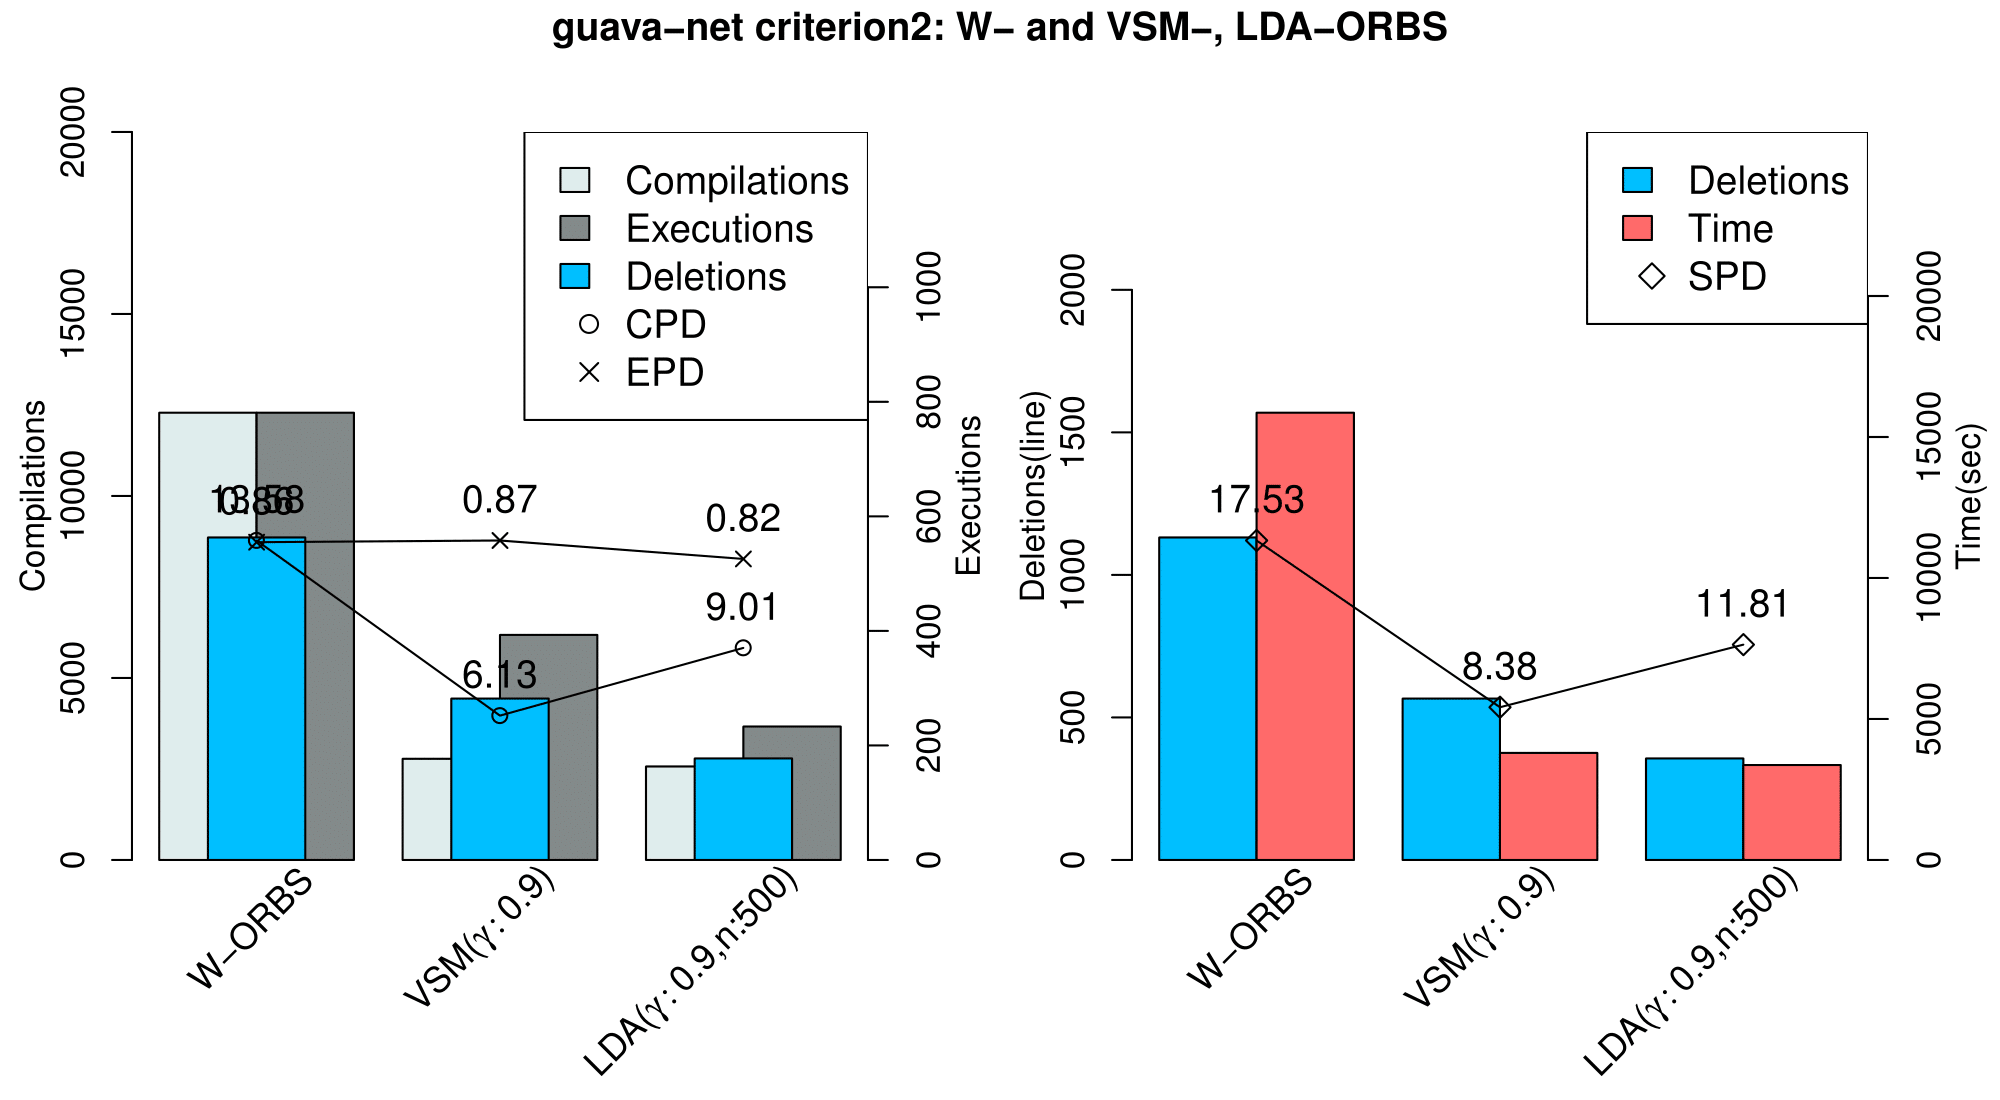 guava−net criterion2: W− and VSM−, LDA−ORBS
Compilations
0
5000
10000
15000
20000
Compilations
Executions
Deletions
CPD
EPD
0.87
0.82
9.01
6.13
0
200
400
600
800
1000
Executions
W−ORBS
VSM(γ: 0.9)
LDA(γ: 0.9,n:500)
Deletions(line)
0
500
1000
1500
2000
Deletions
Time
SPD
17.53
8.38
11.81
0
5000
10000
15000
20000
Time(sec)
W−ORBS
VSM(γ: 0.9)
LDA(γ: 0.9,n:500)